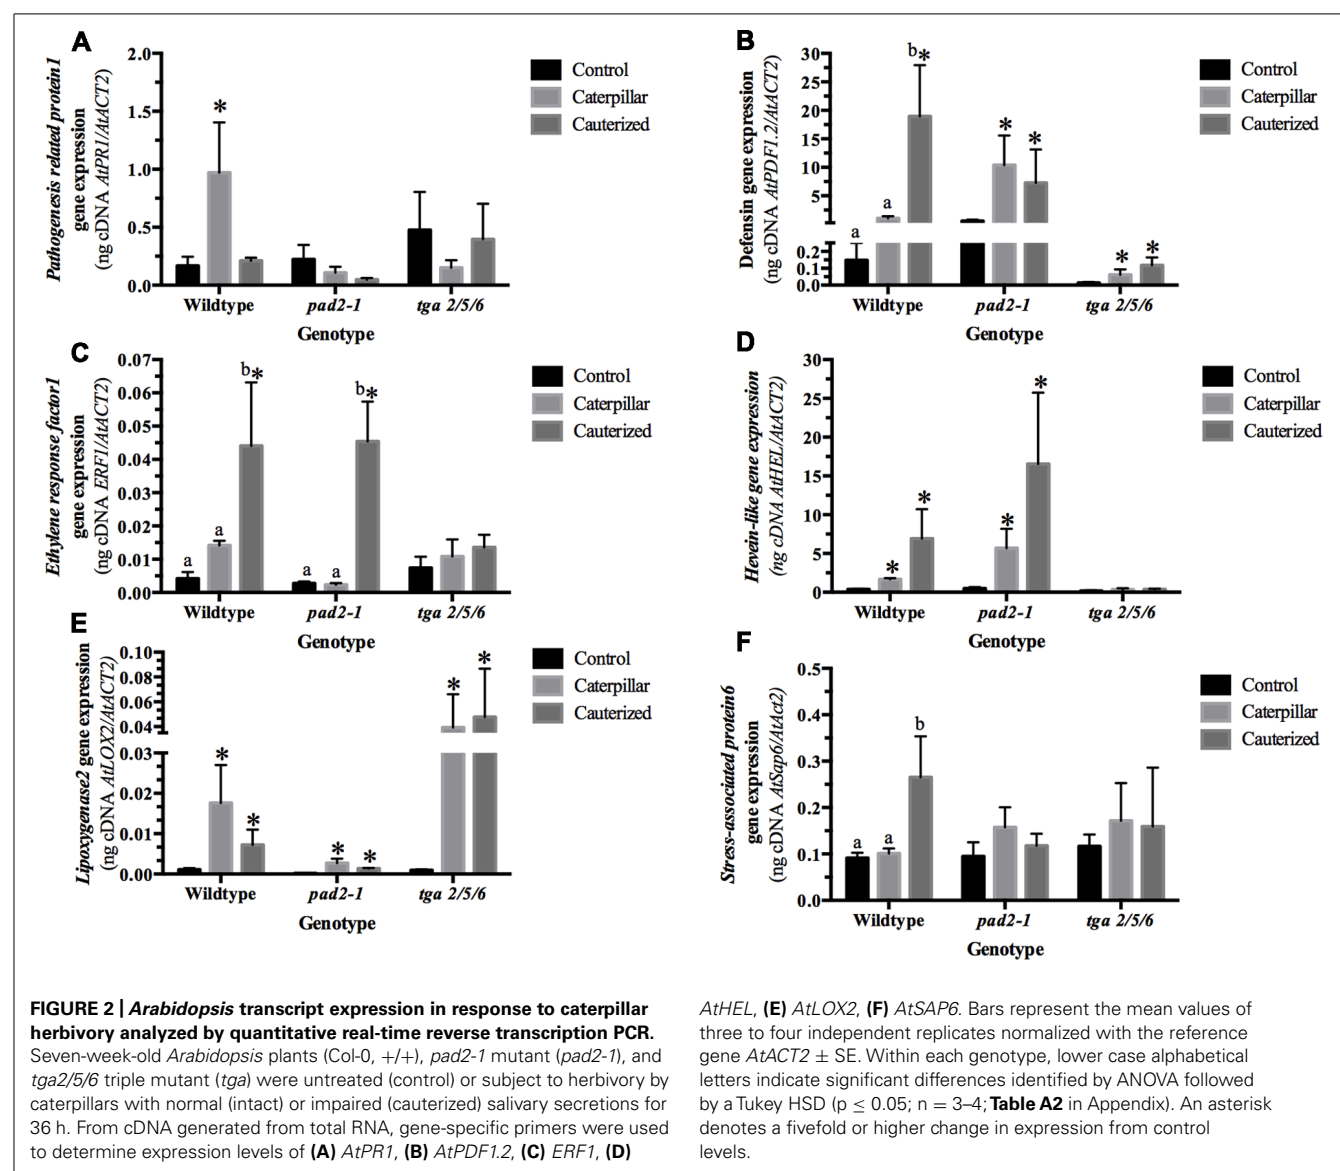 A
Pathogenesis related protein1
gene expression
(ng cDNA AtPR1/AtACT2)
2.0
1.5
1.0
0.5
0.0
*
Control
Caterpillar
Cauterized
Wildtype
pad2-1
tga 2/5/6
Genotype
B
Defensin gene expression
(ng cDNA AtPDF1.2/AtACT2)
30
25
20
15
10
5
0.2
0.1
0.0
a
a
b*
*
*
*
*
Control
Caterpillar
Cauterized
Wildtype
pad2-1
tga 2/5/6
Genotype
C
Ethylene response factor1
gene expression
(ng cDNA ERF1/AtACT2)
0.07
0.06
0.05
0.04
0.03
0.02
0.01
0.00
a
a
b*
a
a
b*
Control
Caterpillar
Cauterized
Wildtype
pad2-1
tga 2/5/6
Genotype
D
Hevein-like gene expression
(ng cDNA AtHEL/AtACT2)
30
25
20
15
10
5
0
*
*
*
*
Control
Caterpillar
Cauterized
Wildtype
pad2-1
tga 2/5/6
Genotype
E
Lipoxygenase2 gene expression
(ng cDNA AtLOX2/AtACT2)
0.10
0.08
0.06
0.04
0.03
0.02
0.01
0.00
*
*
*
*
*
*
Control
Caterpillar
Cauterized
Wildtype
pad2-1
tga 2/5/6
Genotype
F
Stress-associated protein6
gene expression
(ng cDNA AtSap6/AtAct2)
0.5
0.4
0.3
0.2
0.1
0.0
a
a
b
Control
Caterpillar
Cauterized
Wildtype
pad2-1
tga 2/5/6
Genotype
FIGURE 2 | Arabidopsis transcript expression in response to caterpillar
herbivory analyzed by quantitative real-time reverse transcription PCR.
Seven-week-old Arabidopsis plants (Col-0, +/+), pad2-1 mutant (pad2-1), and
tga2/5/6 triple mutant (tga) were untreated (control) or subject to herbivory by
caterpillars with normal (intact) or impaired (cauterized) salivary secretions for
36 h. From cDNA generated from total RNA, gene-specific primers were used
to determine expression levels of (A) AtPR1, (B) AtPDF1.2, (C) ERF1, (D)
AtHEL, (E) AtLOX2, (F) AtSAP6. Bars represent the mean values of
three to four independent replicates normalized with the reference
gene AtACT2 ± SE. Within each genotype, lower case alphabetical
letters indicate significant differences identified by ANOVA followed
by a Tukey HSD (p ≤ 0.05; n = 3–4; Table A2 in Appendix). An asterisk
denotes a fivefold or higher change in expression from control
levels.